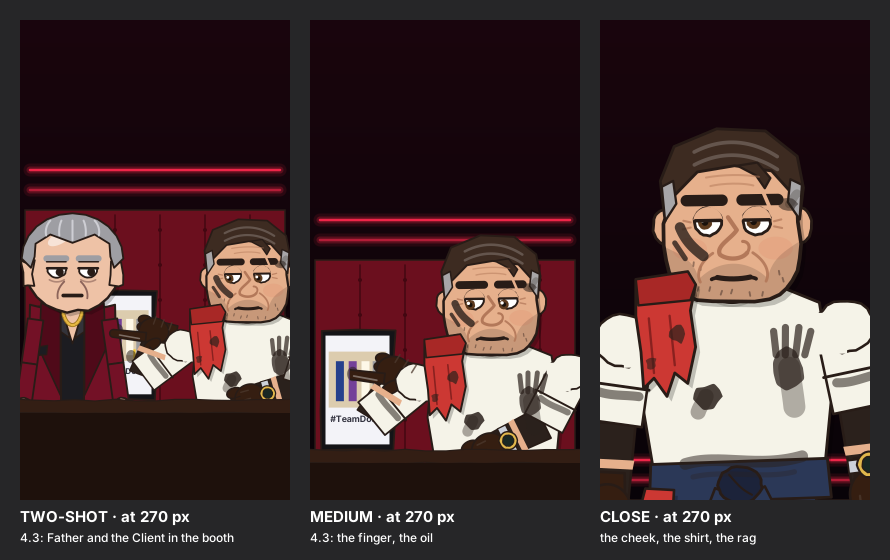 #TeamDo
TWO-SHOT · at 270 px
4.3: Father and the Client in the booth
MEDIUM · at 270 px
4.3: the finger, the oil
CLOSE · at 270 px
the cheek, the shirt, the rag